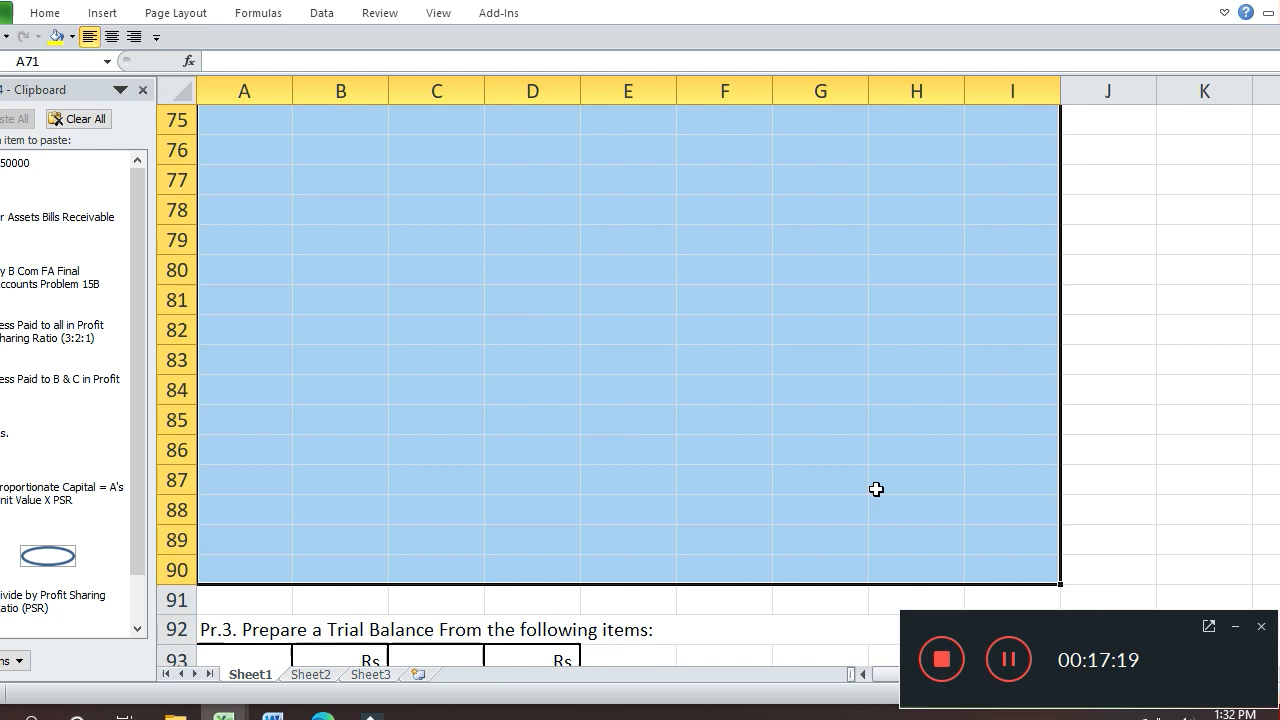 Home Insert Page Layout Formulas Data Review View Add-Ins
A71 fx
4 - Clipboard
ste All Clear All
item to paste:
50000
r Assets Bills Receivable
y B Com FA Final
ccounts Problem 15B
ess Paid to all in Profit
haring Ratio (3:2:1)
ess Paid to B & C in Profit
s.
roportionate Capital = A's
nit Value X PSR
ivide by Profit Sharing
atio (PSR)
ns
A B C D E F G H I J K
75
76
77
78
79
80
81
82
83
84
85
86
87
88
89
90
91
92 Pr.3. Prepare a Trial Balance From the following items:
93 Rs Rs
Sheet1 Sheet2 Sheet3
00:17:19
1:32 PM